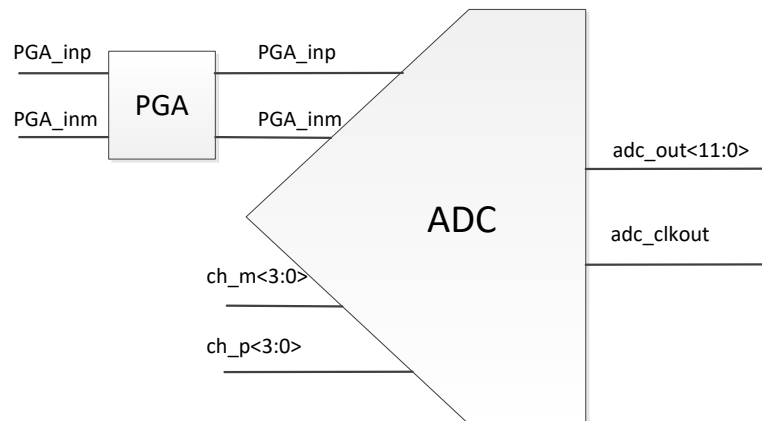 PGA_inp
PGA_inp
PGA
PGA_inm
PGA_inm
adc_out<11:0>
ADC
adc_clkout
ch_m<3:0>
ch_p<3:0>